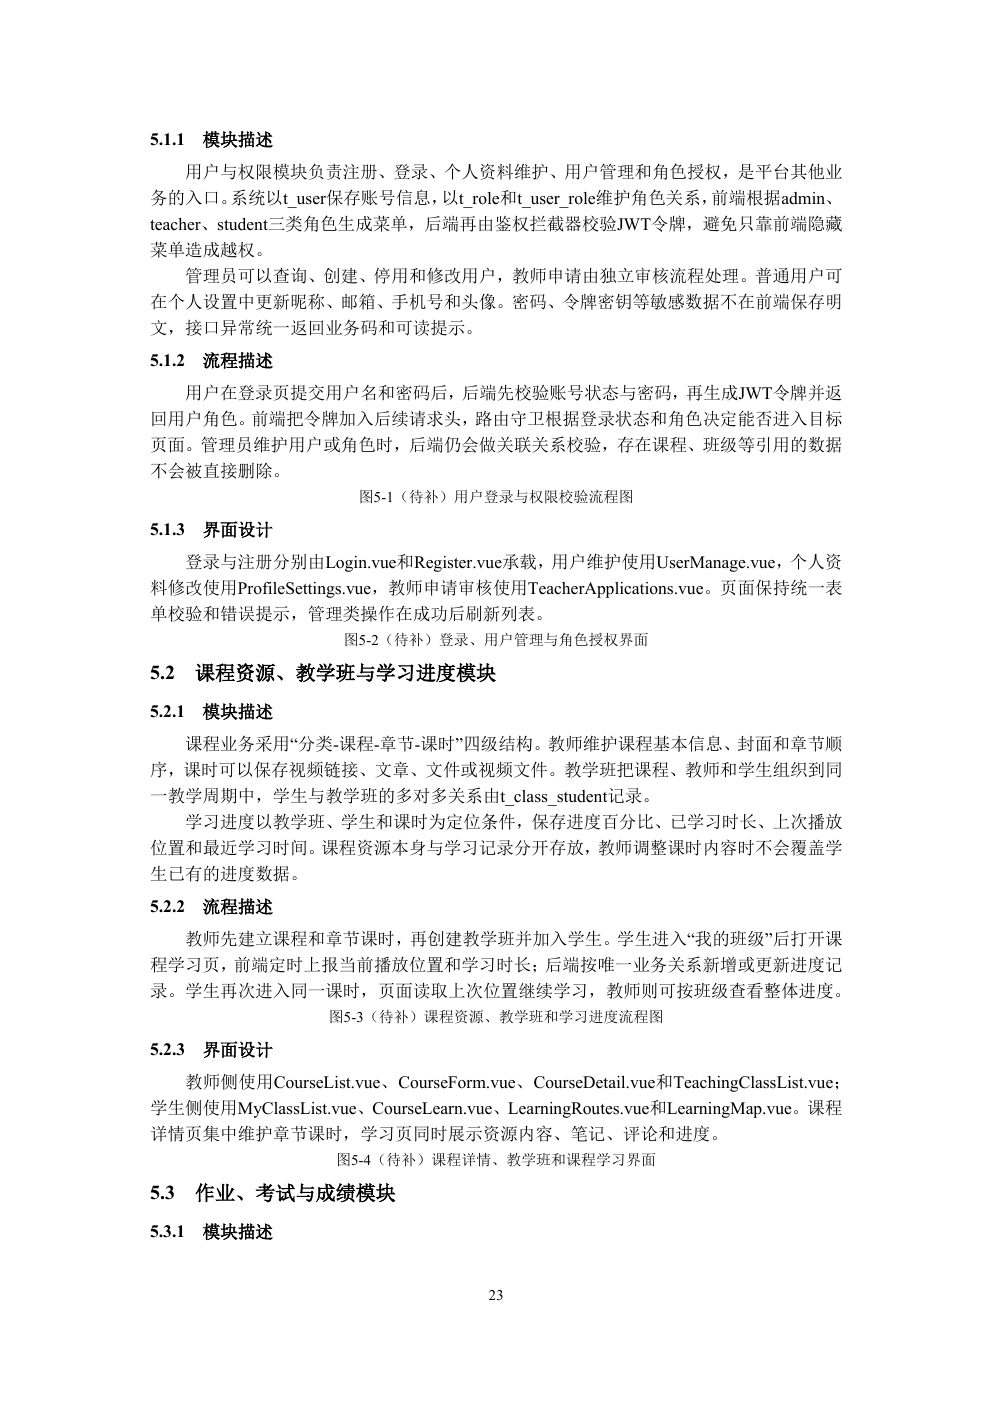 5.1.1 模块描述
用户与权限模块负责注册、登录、个人资料维护、用户管理和角色授权，是平台其他业
务的入口。系统以t_user保存账号信息，以t_role和t_user_role维护角色关系，前端根据admin、
teacher、student三类角色生成菜单，后端再由鉴权拦截器校验JWT令牌，避免只靠前端隐藏
菜单造成越权。
管理员可以查询、创建、停用和修改用户，教师申请由独立审核流程处理。普通用户可
在个人设置中更新昵称、邮箱、手机号和头像。密码、令牌密钥等敏感数据不在前端保存明
文，接口异常统一返回业务码和可读提示。
5.1.2 流程描述
用户在登录页提交用户名和密码后，后端先校验账号状态与密码，再生成JWT令牌并返
回用户角色。前端把令牌加入后续请求头，路由守卫根据登录状态和角色决定能否进入目标
页面。管理员维护用户或角色时，后端仍会做关联关系校验，存在课程、班级等引用的数据
不会被直接删除。
图5-1（待补）用户登录与权限校验流程图
5.1.3 界面设计
登录与注册分别由Login.vue和Register.vue承载，用户维护使用UserManage.vue，个人资
料修改使用ProfileSettings.vue，教师申请审核使用TeacherApplications.vue。页面保持统一表
单校验和错误提示，管理类操作在成功后刷新列表。
图5-2（待补）登录、用户管理与角色授权界面
5.2 课程资源、教学班与学习进度模块
5.2.1 模块描述
课程业务采用“分类-课程-章节-课时”四级结构。教师维护课程基本信息、封面和章节顺
序，课时可以保存视频链接、文章、文件或视频文件。教学班把课程、教师和学生组织到同
一教学周期中，学生与教学班的多对多关系由t_class_student记录。
学习进度以教学班、学生和课时为定位条件，保存进度百分比、已学习时长、上次播放
位置和最近学习时间。课程资源本身与学习记录分开存放，教师调整课时内容时不会覆盖学
生已有的进度数据。
5.2.2 流程描述
教师先建立课程和章节课时，再创建教学班并加入学生。学生进入“我的班级”后打开课
程学习页，前端定时上报当前播放位置和学习时长；后端按唯一业务关系新增或更新进度记
录。学生再次进入同一课时，页面读取上次位置继续学习，教师则可按班级查看整体进度。
图5-3（待补）课程资源、教学班和学习进度流程图
5.2.3 界面设计
教师侧使用CourseList.vue、CourseForm.vue、CourseDetail.vue和TeachingClassList.vue；
学生侧使用MyClassList.vue、CourseLearn.vue、LearningRoutes.vue和LearningMap.vue。课程
详情页集中维护章节课时，学习页同时展示资源内容、笔记、评论和进度。
图5-4（待补）课程详情、教学班和课程学习界面
5.3 作业、考试与成绩模块
5.3.1 模块描述
23